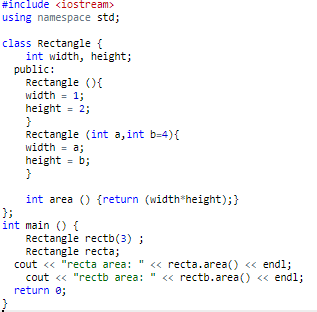 #include <iostream>
using namespace std;

class Rectangle {
    int width, height;
  public:
    Rectangle (){
    width = 1;
    height = 2;
    }
    Rectangle (int a,int b=4){
    width = a;
    height = b;
    }

    int area () {return (width*height);}
};
int main () {
    Rectangle rectb(3) ;
    Rectangle recta;
  cout << "recta area: " << recta.area() << endl;
    cout << "rectb area: " << rectb.area() << endl;
  return 0;
}